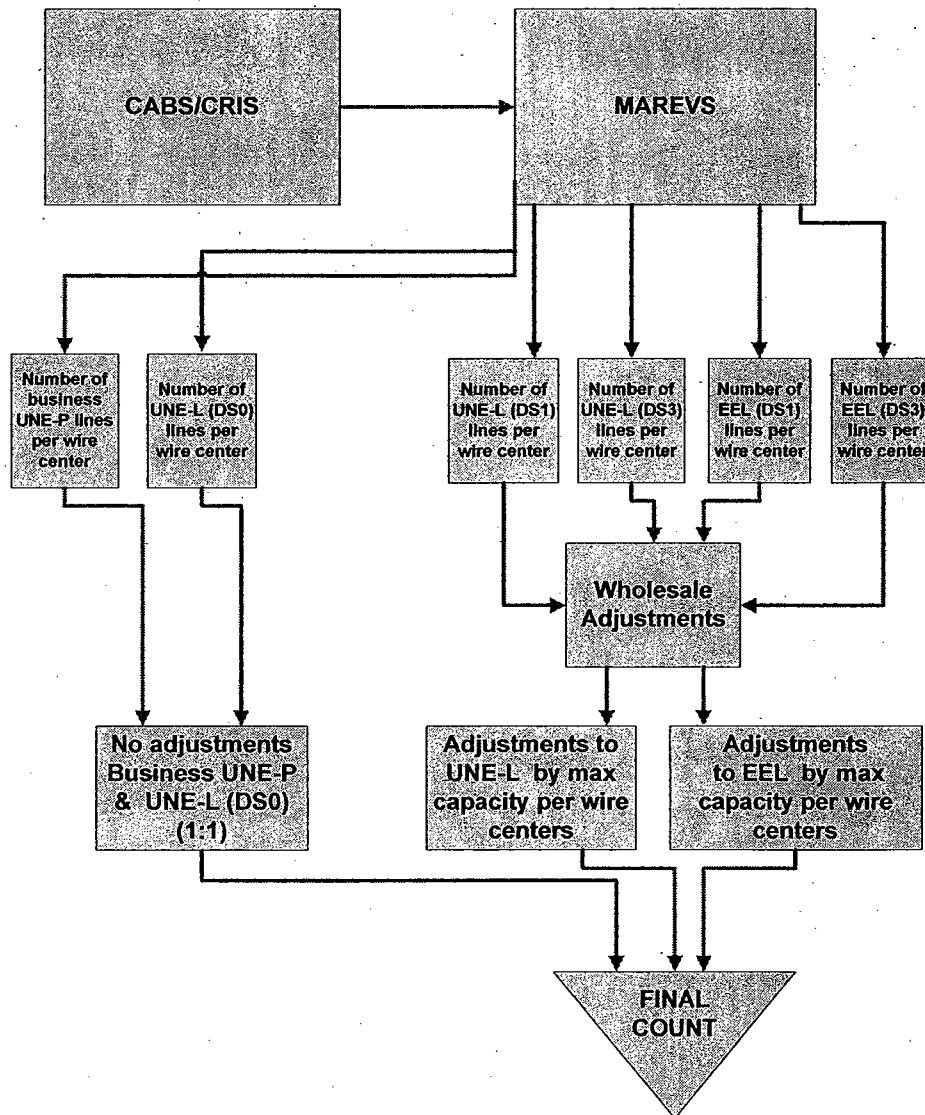 CABS/CRIS
MAREVS
Number of
business
UNE-P lines
per wire
center
Number of
UNE-L (DS0)
lines per
wire center
Number of
UNE-L (DS1)
lines per
wire center
Number of
UNE-L (DS3)
lines per
wire center
Number of
EEL (DS1)
lines per
wire center
Number of
EEL (DS3)
lines per
wire center
Wholesale
Adjustments
No adjustments
Business UNE-P
& UNE-L (DS0)
(1:1)
Adjustments to
UNE-L by max
capacity per wire
centers
Adjustments
to EEL by max
capacity per wire
centers
FINAL
COUNT